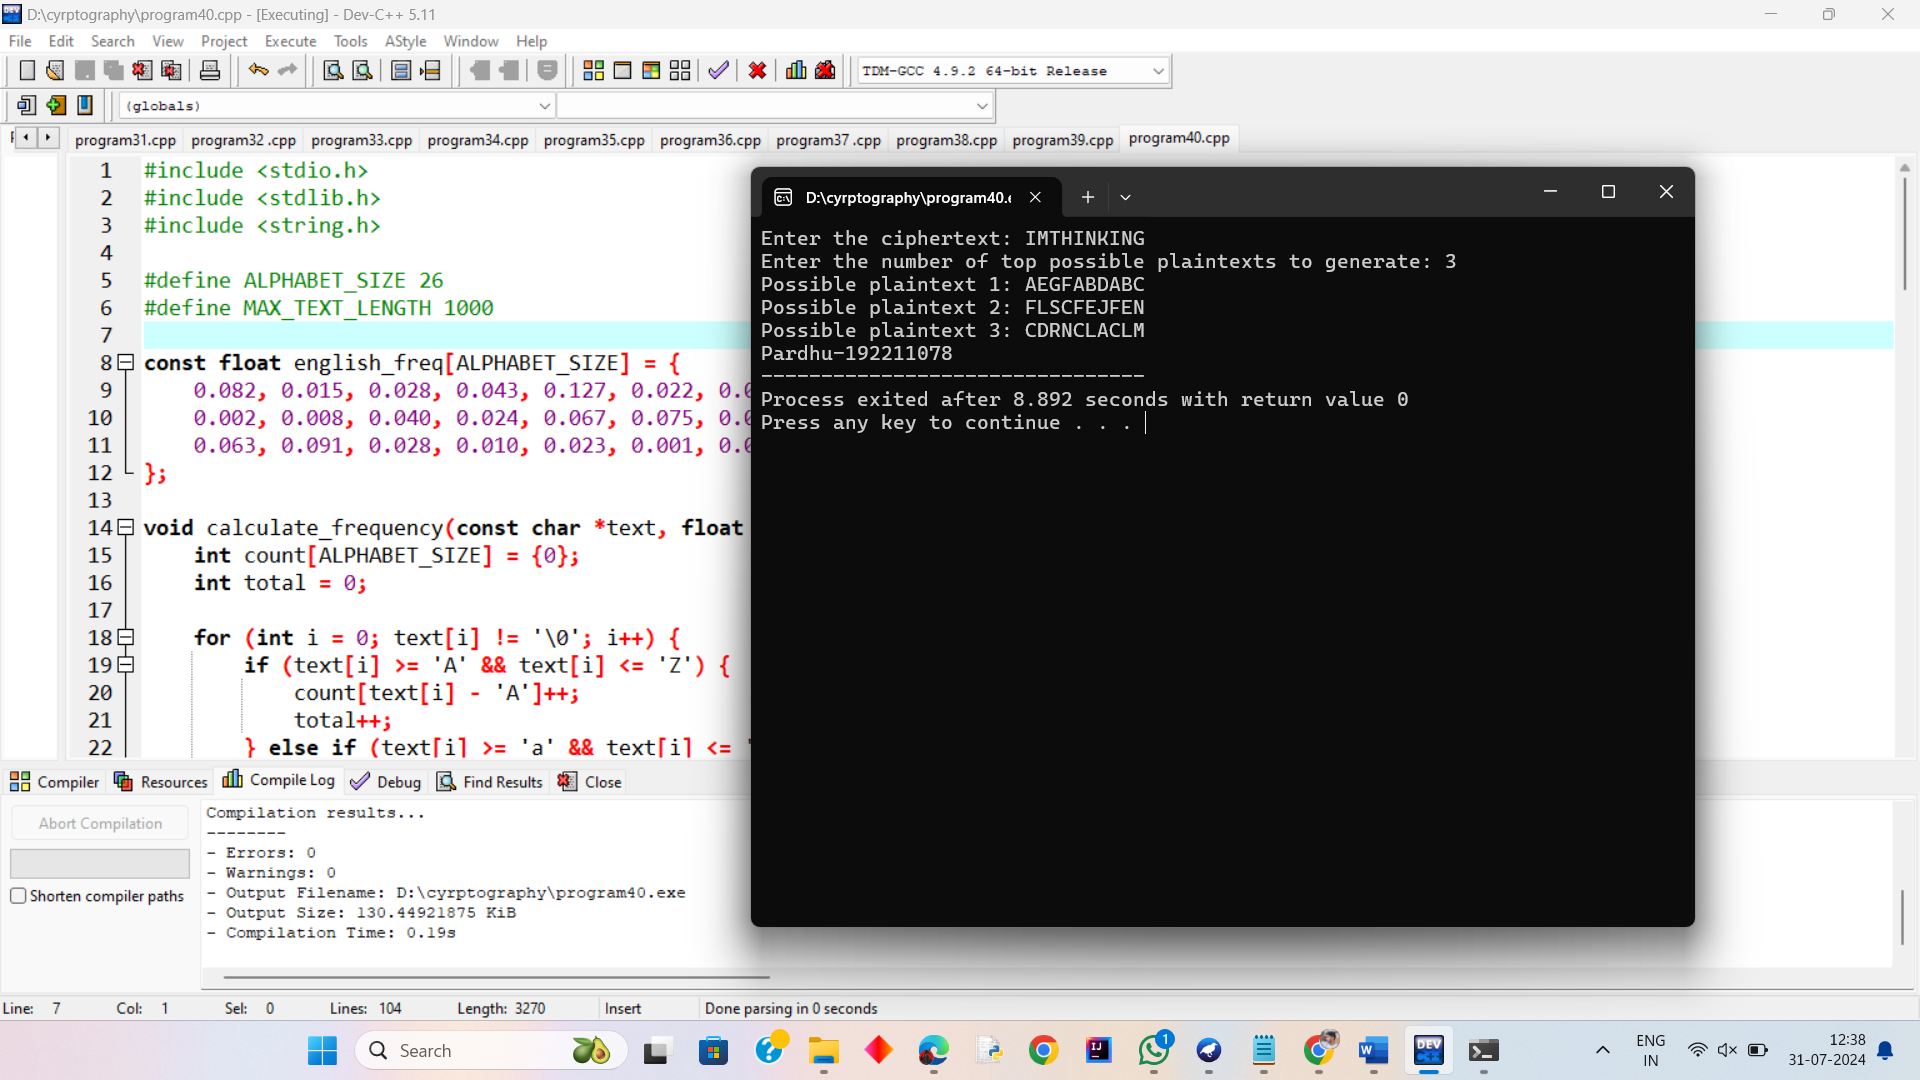 D:\cyrptography\program40.cpp - [Executing] - Dev-C++ 5.11
File Edit Search View Project Execute Tools AStyle Window Help
TDM-GCC 4.9.2 64-bit Release
(globals)
program31.cpp program32 .cpp program33.cpp program34.cpp program35.cpp program36.cpp program37 .cpp program38.cpp program39.cpp program40.cpp
1 #include <stdio.h>
2 #include <stdlib.h>
3 #include <string.h>
4
5 #define ALPHABET_SIZE 26
6 #define MAX_TEXT_LENGTH 1000
7
8 const float english_freq[ALPHABET_SIZE] = {
9 0.082, 0.015, 0.028, 0.043, 0.127, 0.022,
10 0.002, 0.008, 0.040, 0.024, 0.067, 0.075,
11 0.063, 0.091, 0.028, 0.010, 0.023, 0.001,
12 };
13
14 void calculate_frequency(const char *text, float
15 int count[ALPHABET_SIZE] = {0};
16 int total = 0;
17
18 for (int i = 0; text[i] != '\0'; i++) {
19 if (text[i] >= 'A' && text[i] <= 'Z') {
20 count[text[i] - 'A']++;
21 total++;
22 } else if (text[i] >= 'a' && text[i] <= '
D:\cyrptography\program40.e
Enter the ciphertext: IMTHINKING
Enter the number of top possible plaintexts to generate: 3
Possible plaintext 1: AEGFABDABC
Possible plaintext 2: FLSCFEJFEN
Possible plaintext 3: CDRNCLACLM
Pardhu-192211078
--------------------------------
Process exited after 8.892 seconds with return value 0
Press any key to continue . . .
Compiler Resources Compile Log Debug Find Results Close
Abort Compilation
Shorten compiler paths
Compilation results...
--------
- Errors: 0
- Warnings: 0
- Output Filename: D:\cyrptography\program40.exe
- Output Size: 130.44921875 KiB
- Compilation Time: 0.19s
Line: 7 Col: 1 Sel: 0 Lines: 104 Length: 3270 Insert Done parsing in 0 seconds
Search
1
ENG
IN
12:38
31-07-2024